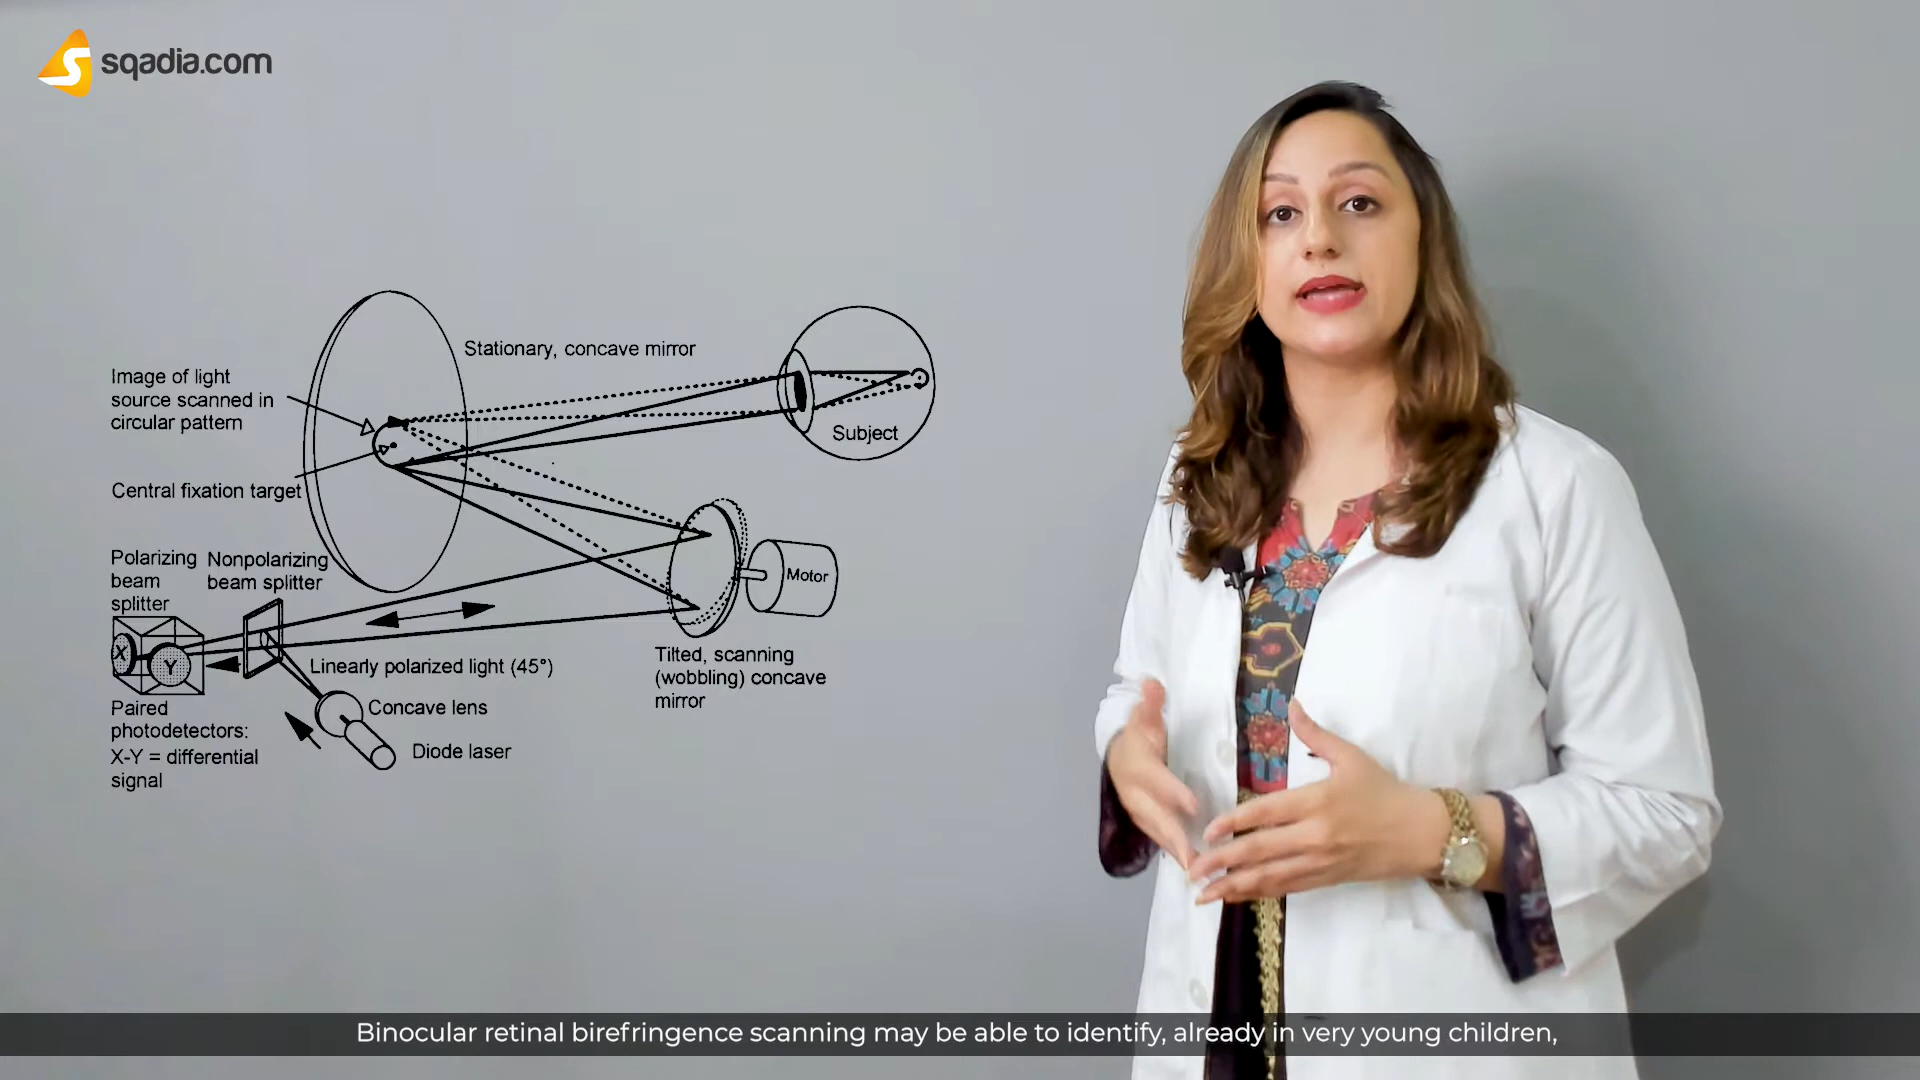 sqadia.com
Stationary, concave mirror
Image of light
source scanned in
circular pattern
Subject
Central fixation target
Polarizing
beam
splitter
Nonpolarizing
beam splitter
Motor
X
Y
Linearly polarized light (45°)
Tilted, scanning
(wobbling) concave
mirror
Paired
photodetectors:
X-Y = differential
signal
Concave lens
Diode laser
Binocular retinal birefringence scanning may be able to identify, already in very young children,